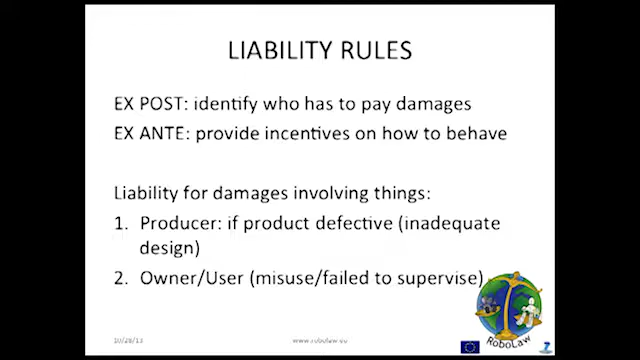 LIABILITY RULES
EX POST: identify who has to pay damages
EX ANTE: provide incentives on how to behave
Liability for damages involving things:
1. Producer: if product defective (inadequate
design)
2. Owner/User (misuse/failed to supervise)
RoboLaw
10/28/13
www.robolaw.eu
7